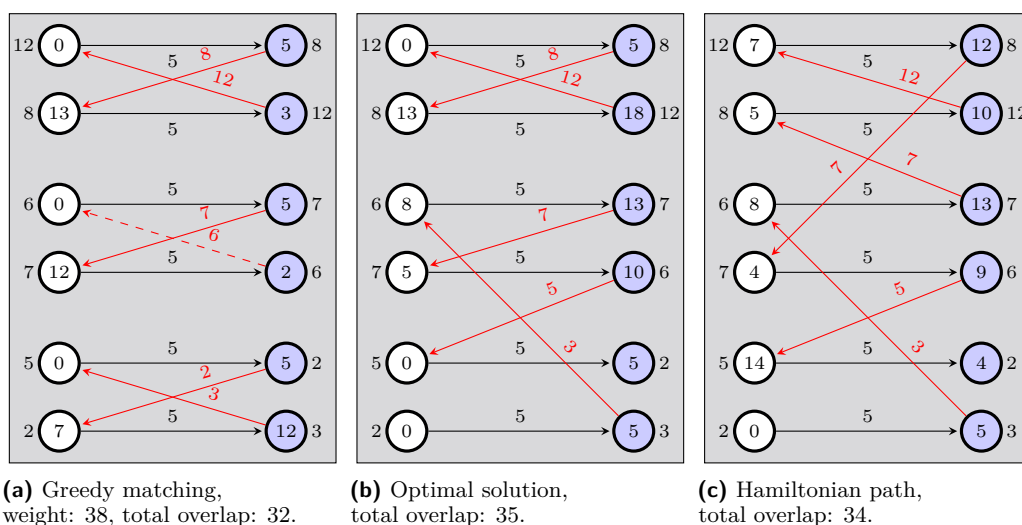 12 0 5 5 8
8
12
8 13 5 3 12
6 0 5 5 7
7
6
7 12 5 2 6
5 0 5 5 2
2
3
2 7 5 12 3
(a) Greedy matching,
weight: 38, total overlap: 32.
12 0 5 5 8
8
12
8 13 5 18 12
6 8 5 13 7
7
7 5 5 10 6
5
5 0 5 5 2
3
2 0 5 5 3
(b) Optimal solution,
total overlap: 35.
12 7 5 12 8
12
8 5 5 10 12
7
7
6 8 5 13 7
7 4 5 9 6
5
5 14 5 4 2
3
2 0 5 5 3
(c) Hamiltonian path,
total overlap: 34.